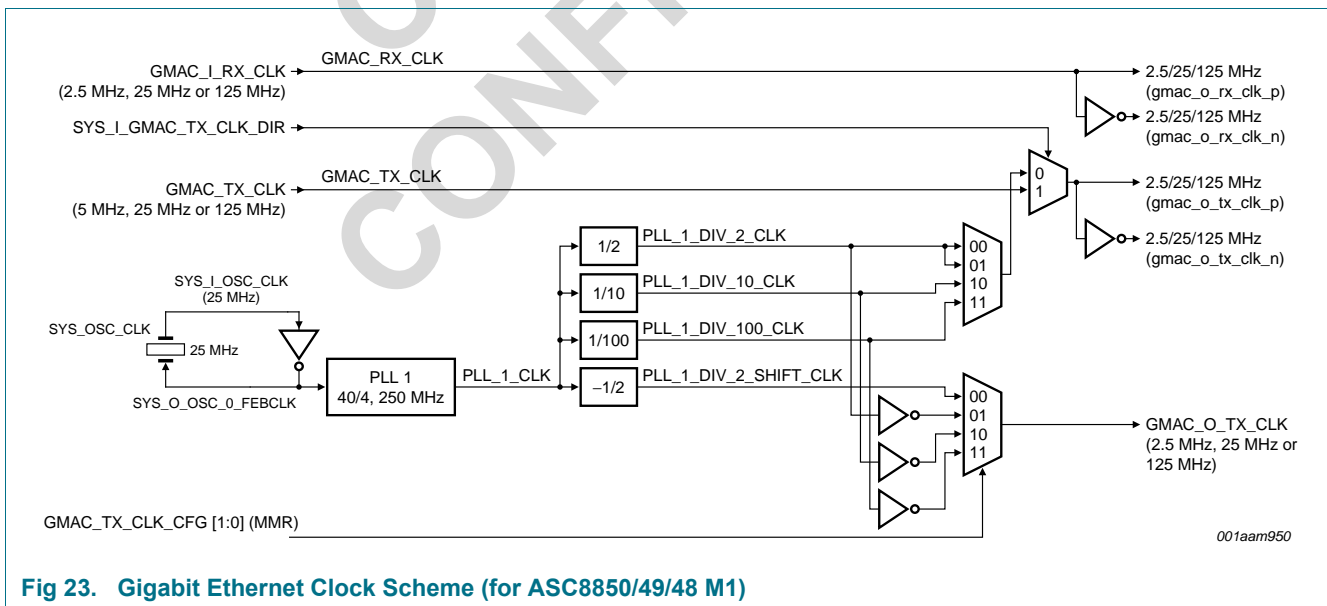 GMAC_I_RX_CLK
(2.5 MHz, 25 MHz or 125 MHz)
GMAC_RX_CLK
2.5/25/125 MHz
(gmac_o_rx_clk_p)
2.5/25/125 MHz
(gmac_o_rx_clk_n)
SYS_I_GMAC_TX_CLK_DIR
GMAC_TX_CLK
(5 MHz, 25 MHz or 125 MHz)
GMAC_TX_CLK
0
1
2.5/25/125 MHz
(gmac_o_tx_clk_p)
2.5/25/125 MHz
(gmac_o_tx_clk_n)
1/2
PLL_1_DIV_2_CLK
1/10
PLL_1_DIV_10_CLK
1/100
PLL_1_DIV_100_CLK
−1/2
PLL_1_DIV_2_SHIFT_CLK
00
01
10
11
SYS_I_OSC_CLK
(25 MHz)
SYS_OSC_CLK
25 MHz
SYS_O_OSC_0_FEBCLK
PLL 1
40/4, 250 MHz
PLL_1_CLK
00
01
10
11
GMAC_O_TX_CLK
(2.5 MHz, 25 MHz or
125 MHz)
GMAC_TX_CLK_CFG [1:0] (MMR)
001aam950
Fig 23. Gigabit Ethernet Clock Scheme (for ASC8850/49/48 M1)